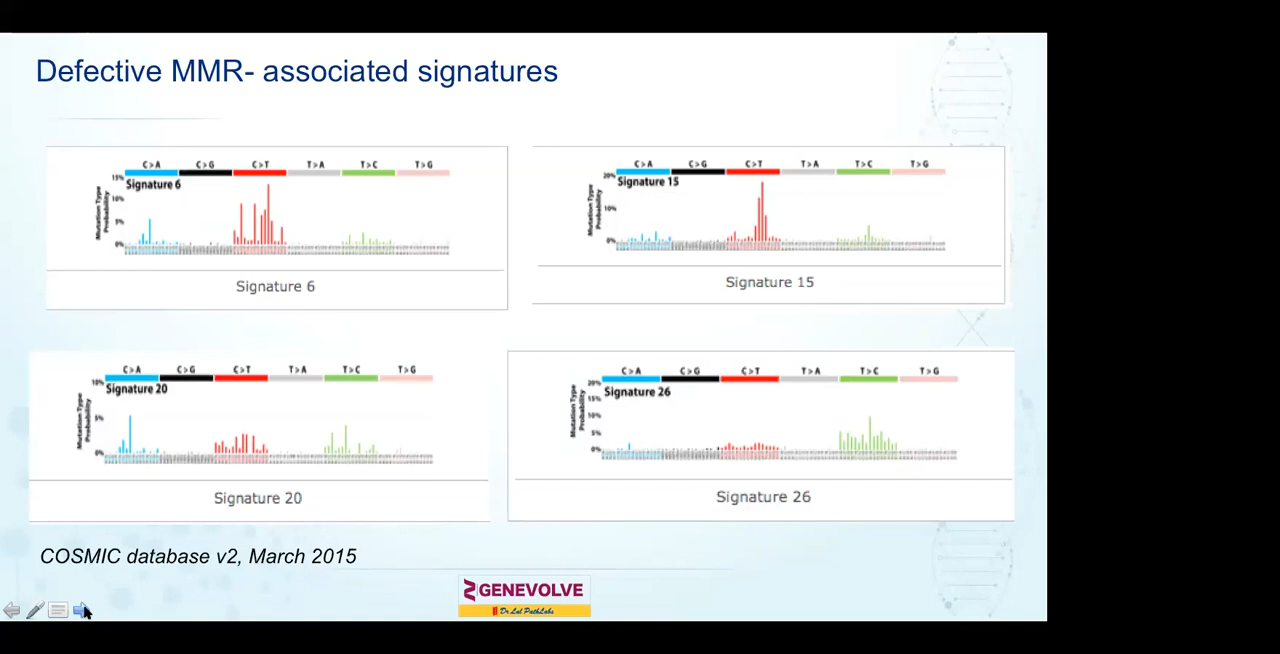 Defective MMR- associated signatures
C>A C>G C>T T>A T>C T>G
15%
Signature 6
10%
5%
0%
Mutation Type
Probability
Signature 6
C>A C>G C>T T>A T>C T>G
20%
Signature 15
10%
0%
Mutation Type
Probability
Signature 15
C>A C>G C>T T>A T>C T>G
10%
Signature 20
5%
0%
Mutation Type
Probability
Signature 20
C>A C>G C>T T>A T>C T>G
20%
Signature 26
15%
10%
5%
0%
Mutation Type
Probability
Signature 26
COSMIC database v2, March 2015
GENEVOLVE
Dr Lal PathLabs